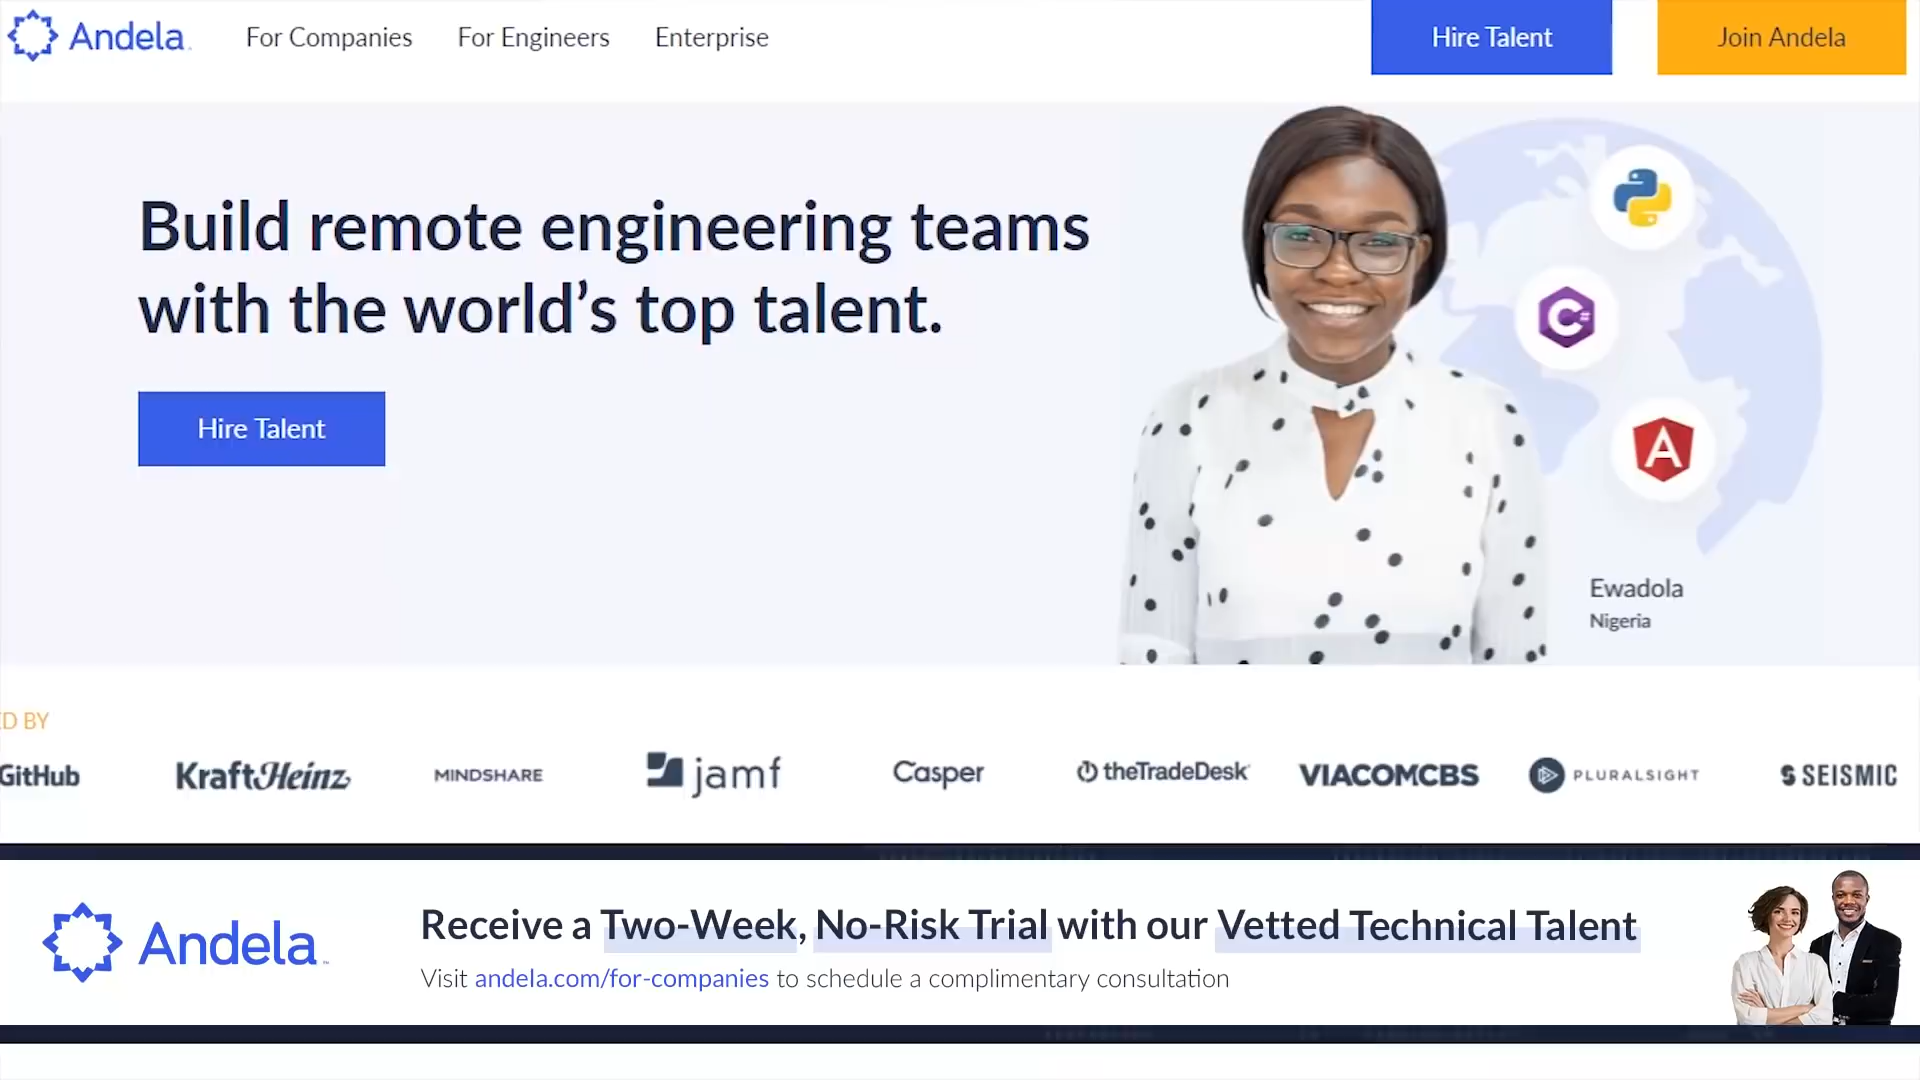 Andela
For Companies
For Engineers
Enterprise
Hire Talent
Join Andela
Build remote engineering teams
with the world’s top talent.
Hire Talent
Ewadola
Nigeria
ED BY
GitHub
KraftHeinz
MINDSHARE
jamf
Casper
theTradeDesk
VIACOMCBS
PLURALSIGHT
SEISMIC
Andela
Receive a Two-Week, No-Risk Trial with our Vetted Technical Talent
Visit andela.com/for-companies to schedule a complimentary consultation